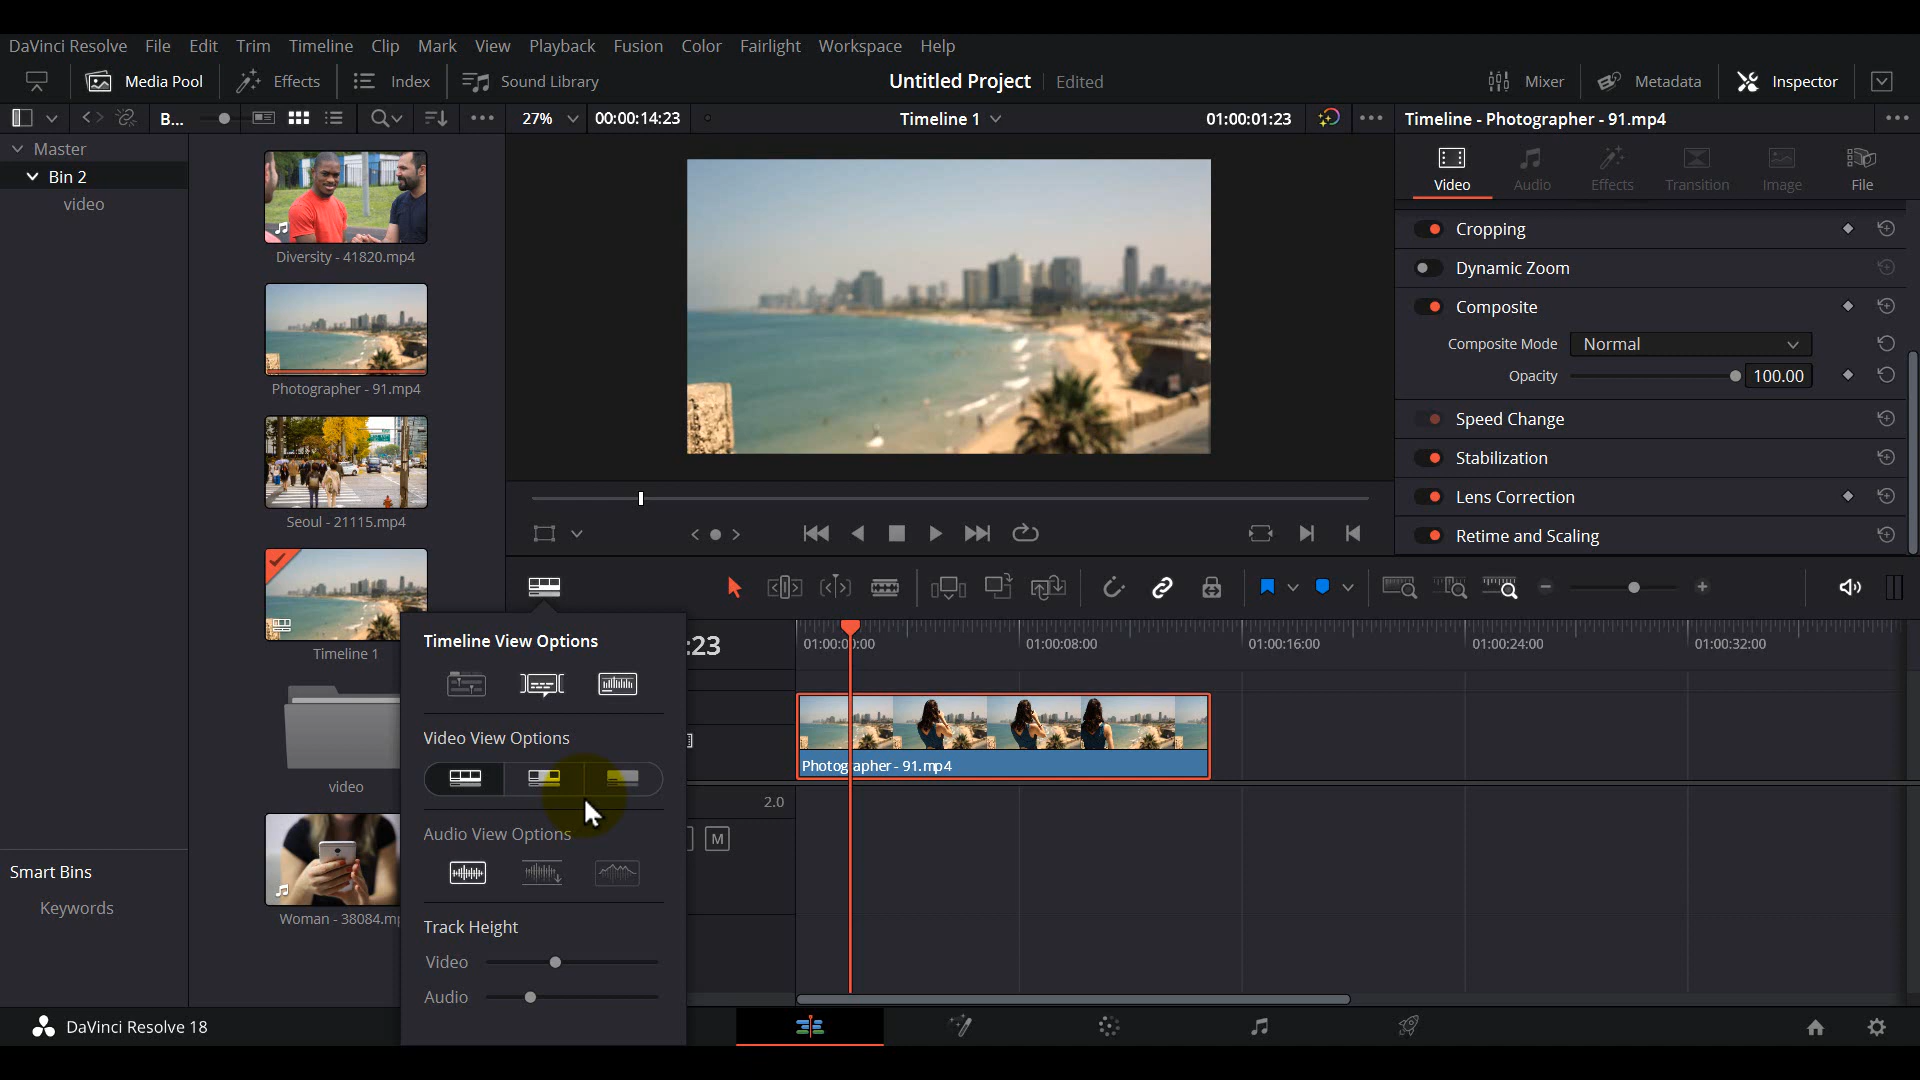 DaVinci Resolve File Edit Trim Timeline Clip Mark View Playback Fusion Color Fairlight Workspace Help
Media Pool Effects Index Sound Library Untitled Project Edited Mixer Metadata Inspector
B... 27% 00:00:14:23 Timeline 1 01:00:01:23 Timeline - Photographer - 91.mp4
Master
Bin 2
video
Diversity - 41820.mp4
Photographer - 91.mp4
Seoul - 21115.mp4
Timeline 1
video
Woman - 38084.mp
Smart Bins
Keywords
Video Audio Effects Transition Image File
Cropping
Dynamic Zoom
Composite
Composite Mode Normal
Opacity 100.00
Speed Change
Stabilization
Lens Correction
Retime and Scaling
Timeline View Options
Video View Options
Audio View Options
Track Height
Video
Audio
:23
01:00:00:00 01:00:08:00 01:00:16:00 01:00:24:00 01:00:32:00
Photographer - 91.mp4
2.0
M
DaVinci Resolve 18